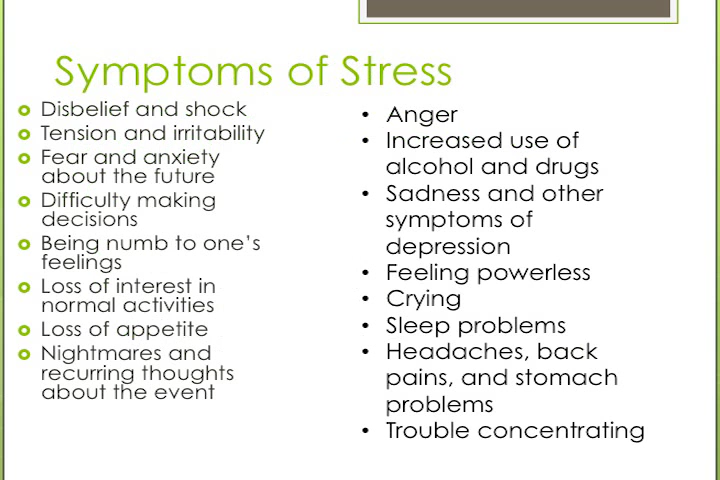 Symptoms of Stress
Disbelief and shock
Tension and irritability
Fear and anxiety
about the future
Difficulty making
decisions
Being numb to one's
feelings
Loss of interest in
normal activities
Loss of appetite
Nightmares and
recurring thoughts
about the event
• Anger
• Increased use of
alcohol and drugs
• Sadness and other
symptoms of
depression
• Feeling powerless
• Crying
• Sleep problems
• Headaches, back
pains, and stomach
problems
• Trouble concentrating